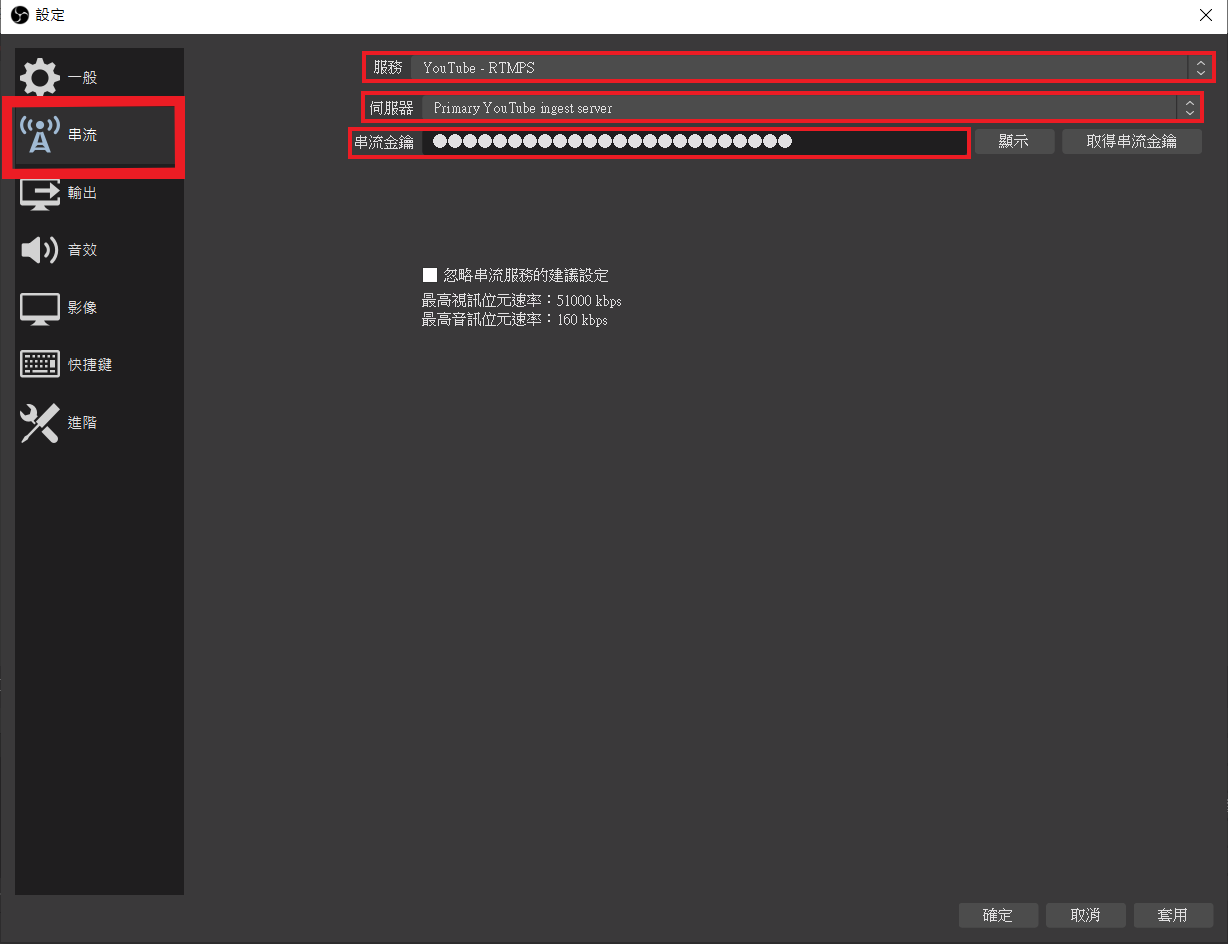 設定
一般
串流
輸出
音效
影像
快捷鍵
進階
服務 YouTube - RTMPS
伺服器 Primary YouTube ingest server
串流金鑰 ●●●●●●●●●●●●●●●●●●●●●●●● 顯示 取得串流金鑰
忽略串流服務的建議設定
最高視訊位元速率：51000 kbps
最高音訊位元速率：160 kbps
確定 取消 套用